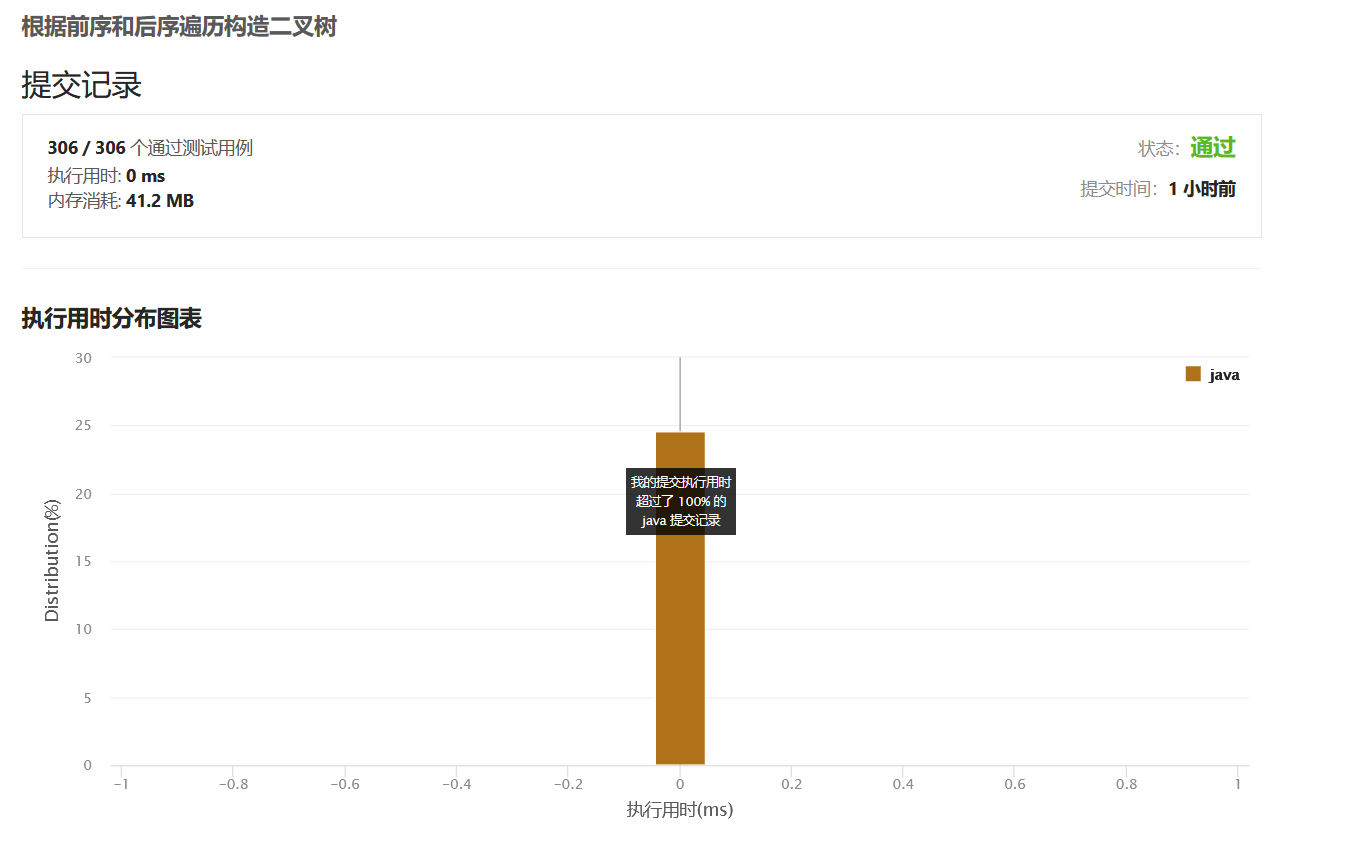 根据前序和后序遍历构造二叉树
提交记录
306 / 306 个通过测试用例
状态：通过
执行用时: 0 ms
提交时间：1 小时前
内存消耗: 41.2 MB
执行用时分布图表
30
java
25
我的提交执行用时
超过了 100% 的
java 提交记录
20
15
10
5
0
Distribution(%)
−1 −0.8 −0.6 −0.4 −0.2 0 0.2 0.4 0.6 0.8 1
执行用时(ms)